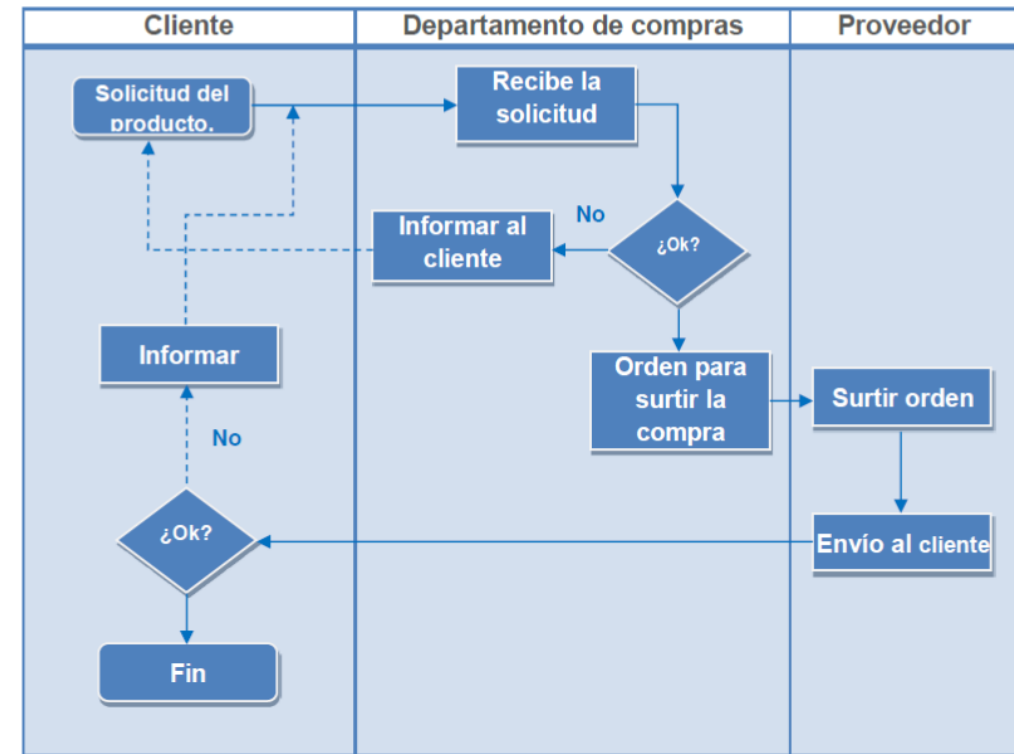 Cliente
Departamento de compras
Proveedor
Solicitud del
producto.
Recibe la
solicitud
No
¿Ok?
Informar al
cliente
Informar
Orden para
surtir la
compra
Surtir orden
No
¿Ok?
Envío al cliente
Fin